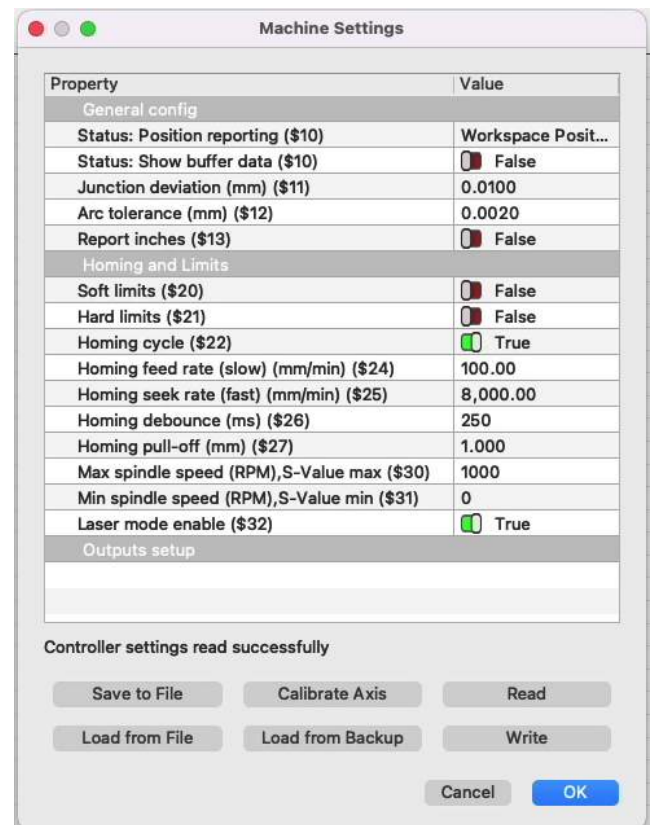 Machine Settings
Property Value
General config
Status: Position reporting ($10) Workspace Posit...
Status: Show buffer data ($10) False
Junction deviation (mm) ($11) 0.0100
Arc tolerance (mm) ($12) 0.0020
Report inches ($13) False
Homing and Limits
Soft limits ($20) False
Hard limits ($21) False
Homing cycle ($22) True
Homing feed rate (slow) (mm/min) ($24) 100.00
Homing seek rate (fast) (mm/min) ($25) 8,000.00
Homing debounce (ms) ($26) 250
Homing pull-off (mm) ($27) 1.000
Max spindle speed (RPM),S-Value max ($30) 1000
Min spindle speed (RPM),S-Value min ($31) 0
Laser mode enable ($32) True
Outputs setup
Controller settings read successfully
Save to File Calibrate Axis Read
Load from File Load from Backup Write
Cancel OK